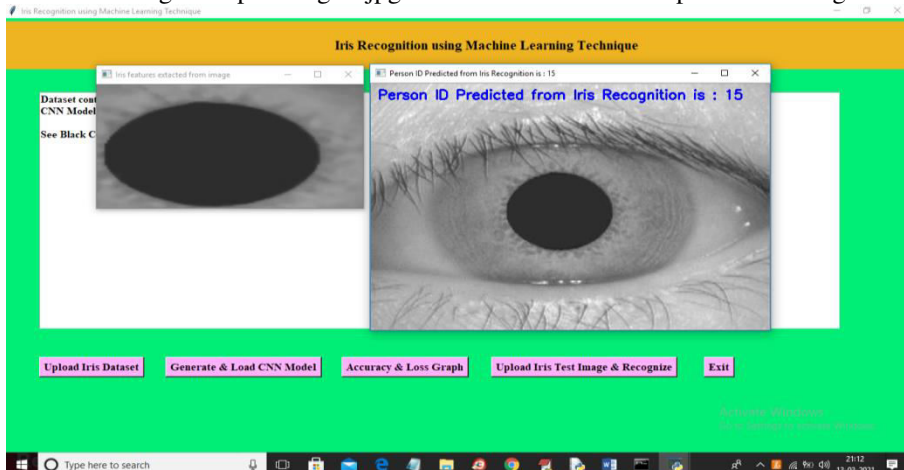 Iris Recognition using Machine Learning Technique
Iris Recognition using Machine Learning Technique
Iris features extacted from image
Person ID Predicted from Iris Recognition is : 15
Person ID Predicted from Iris Recognition is : 15
Dataset cont
CNN Model
See Black C
Upload Iris Dataset
Generate & Load CNN Model
Accuracy & Loss Graph
Upload Iris Test Image & Recognize
Exit
Activate Windows
Type here to search
21:12